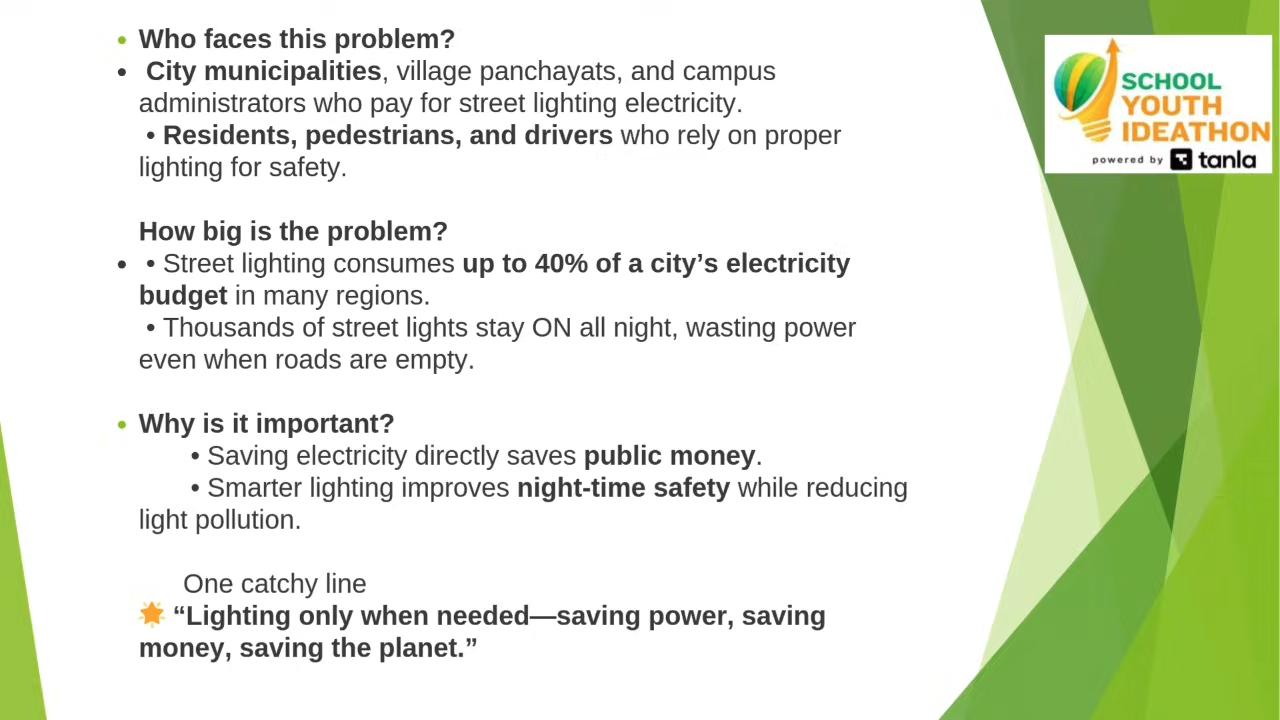 • Who faces this problem?
• City municipalities, village panchayats, and campus
administrators who pay for street lighting electricity.
• Residents, pedestrians, and drivers who rely on proper
lighting for safety.
How big is the problem?
• • Street lighting consumes up to 40% of a city’s electricity
budget in many regions.
• Thousands of street lights stay ON all night, wasting power
even when roads are empty.
• Why is it important?
• Saving electricity directly saves public money.
• Smarter lighting improves night-time safety while reducing
light pollution.
One catchy line
🌟 “Lighting only when needed—saving power, saving
money, saving the planet.”
SCHOOL
YOUTH
IDEATHON
powered by tanla